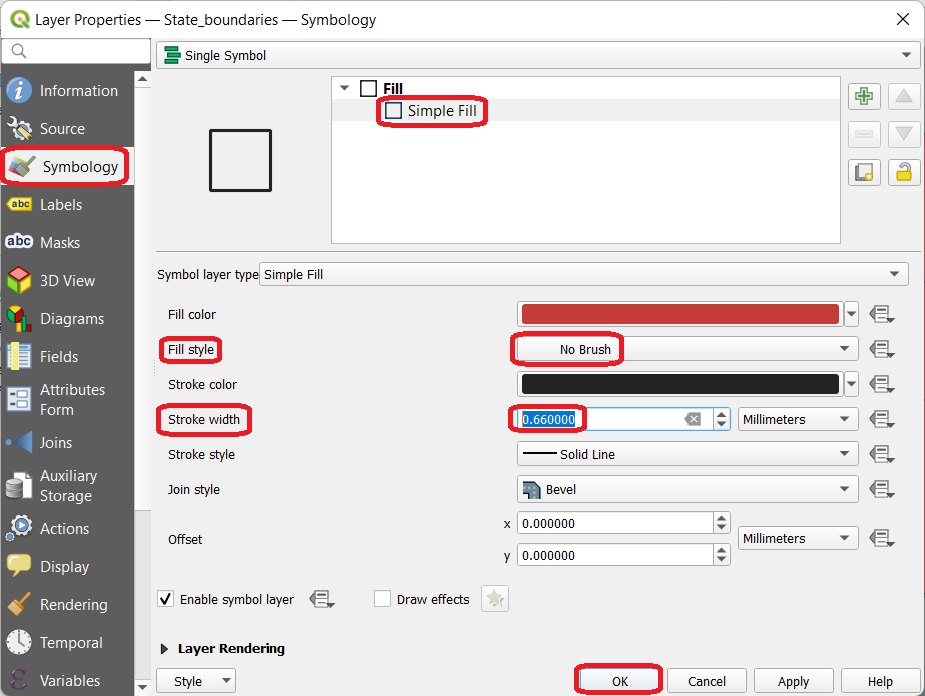 Layer Properties — State_boundaries — Symbology
Single Symbol
Information
Source
Symbology
abc Labels
abc Masks
3D View
Diagrams
Fields
Attributes
Form
Joins
Auxiliary
Storage
Actions
Display
Rendering
Temporal
Variables
Fill
Simple Fill
Symbol layer type Simple Fill
Fill color
Fill style No Brush
Stroke color
Stroke width 0.660000 Millimeters
Stroke style Solid Line
Join style Bevel
Offset x 0.000000 Millimeters
y 0.000000
Enable symbol layer Draw effects
Layer Rendering
Style OK Cancel Apply Help